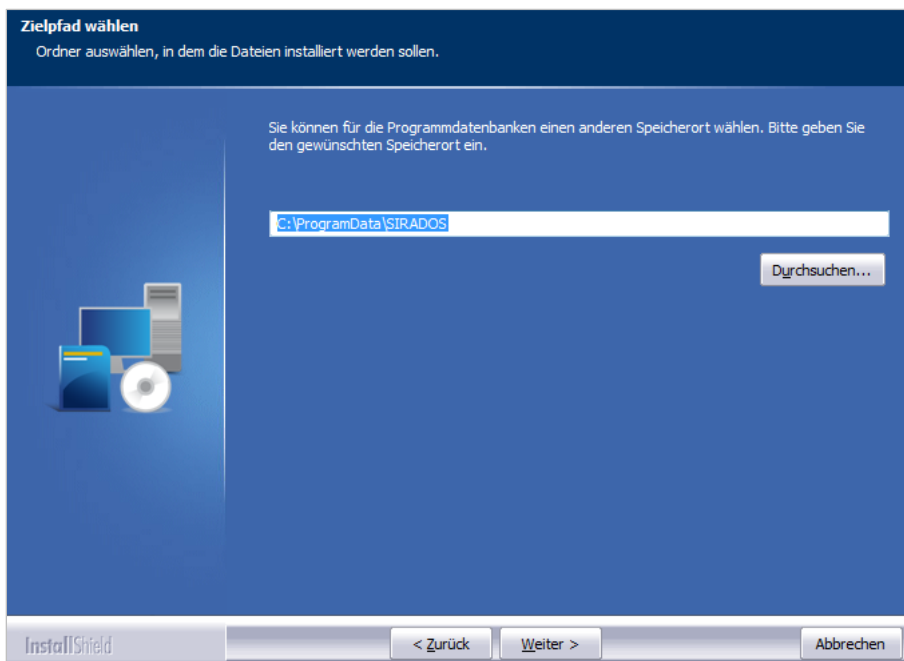 Zielpfad wählen
Ordner auswählen, in dem die Dateien installiert werden sollen.
Sie können für die Programmdatenbanken einen anderen Speicherort wählen. Bitte geben Sie
den gewünschten Speicherort ein.
C:\ProgramData\SIRADOS
Durchsuchen...
InstallShield
< Zurück
Weiter >
Abbrechen